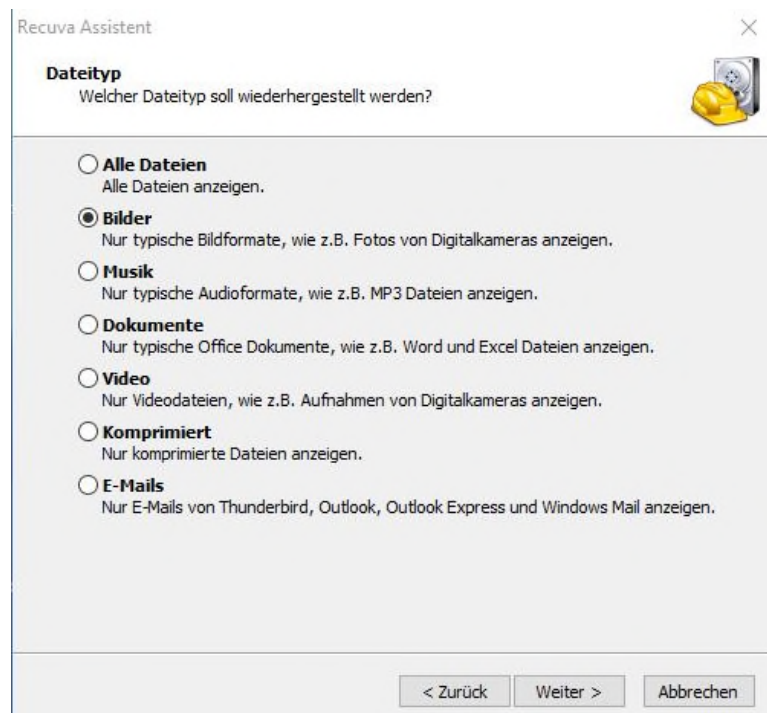 Recuva Assistent
Dateityp
Welcher Dateityp soll wiederhergestellt werden?
Alle Dateien
Alle Dateien anzeigen.
Bilder
Nur typische Bildformate, wie z.B. Fotos von Digitalkameras anzeigen.
Musik
Nur typische Audioformate, wie z.B. MP3 Dateien anzeigen.
Dokumente
Nur typische Office Dokumente, wie z.B. Word und Excel Dateien anzeigen.
Video
Nur Videodateien, wie z.B. Aufnahmen von Digitalkameras anzeigen.
Komprimiert
Nur komprimierte Dateien anzeigen.
E-Mails
Nur E-Mails von Thunderbird, Outlook, Outlook Express und Windows Mail anzeigen.
< Zurück Weiter > Abbrechen